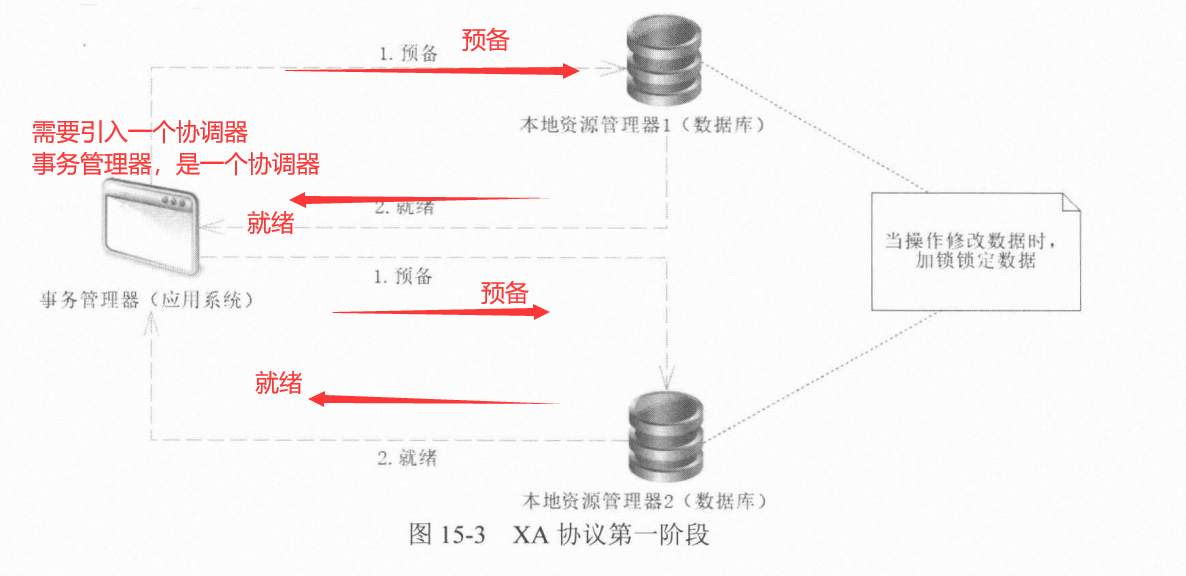 1. 预备
预备
本地资源管理器1（数据库）
需要引入一个协调器
事务管理器，是一个协调器
2. 就绪
就绪
当操作修改数据时，
加锁锁定数据
1. 预备
预备
事务管理器（应用系统）
就绪
2. 就绪
本地资源管理器2（数据库）
图 15-3 XA 协议第一阶段